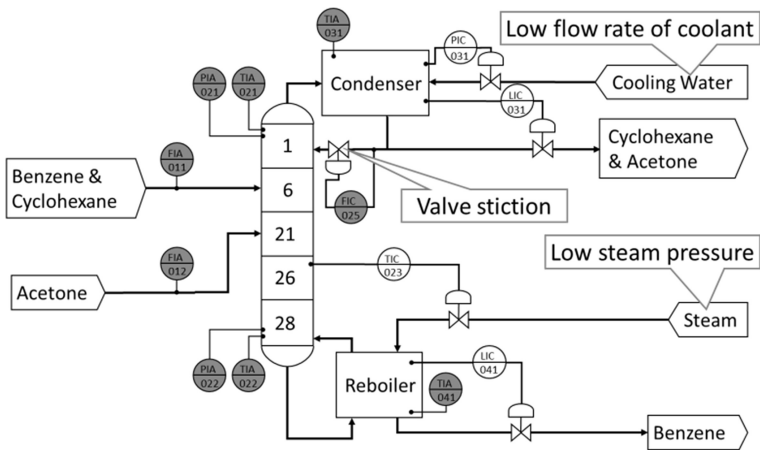 TIA
031
PIC
031
Low flow rate of coolant
Condenser
Cooling Water
PIA
021
TIA
021
LIC
031
1
Cyclohexane
& Acetone
FIA
011
Benzene &
Cyclohexane
6
FIC
025
Valve stiction
21
FIA
012
Low steam pressure
TIC
023
26
Acetone
28
Steam
PIA
022
TIA
022
LIC
041
Reboiler
TIA
041
Benzene